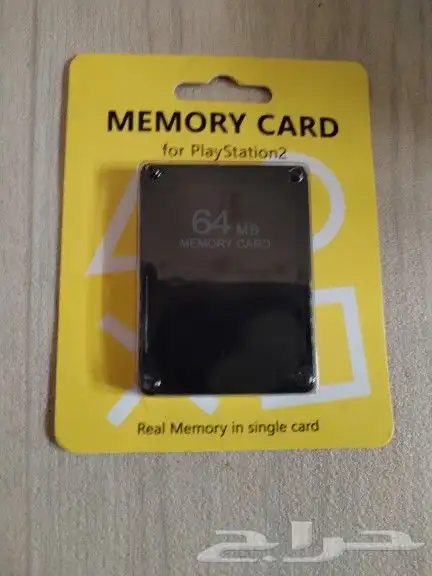 MEMORY CARD
for PlayStation2
64 MB
MEMORY CARD
Real Memory in single card
حراج